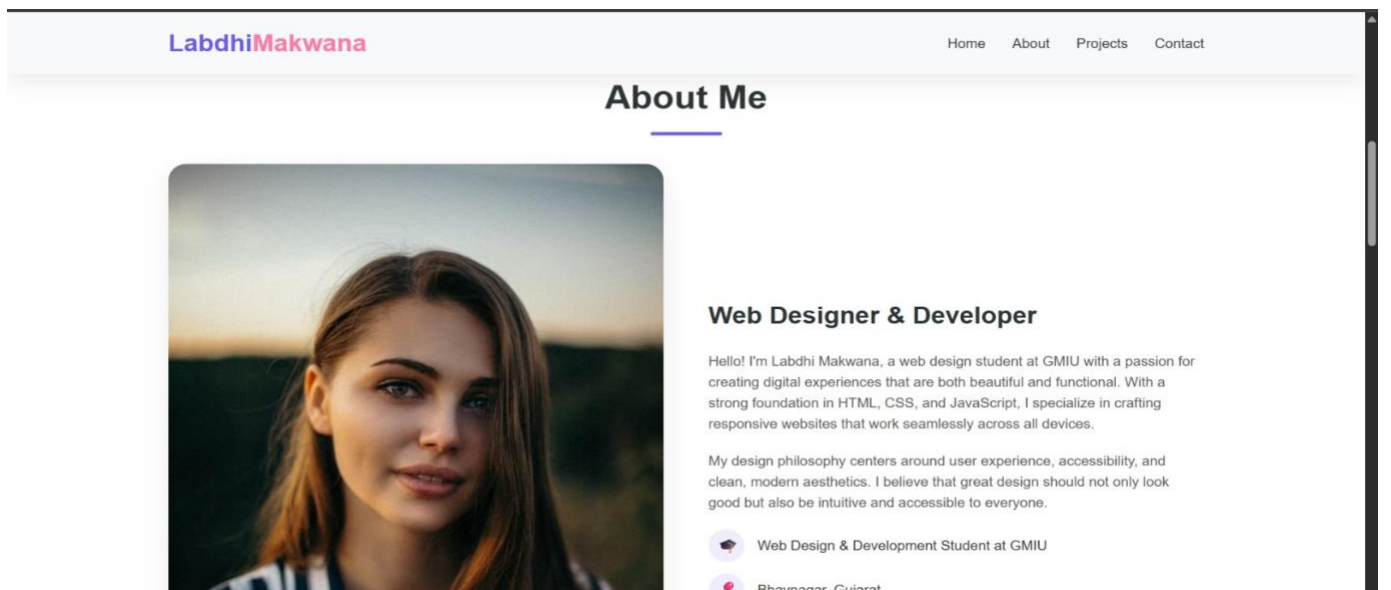 LabdhiMakwana
Home About Projects Contact
About Me
Web Designer & Developer
Hello! I'm Labdhi Makwana, a web design student at GMIU with a passion for
creating digital experiences that are both beautiful and functional. With a
strong foundation in HTML, CSS, and JavaScript, I specialize in crafting
responsive websites that work seamlessly across all devices.
My design philosophy centers around user experience, accessibility, and
clean, modern aesthetics. I believe that great design should not only look
good but also be intuitive and accessible to everyone.
Web Design & Development Student at GMIU
Bhavnagar, Gujarat